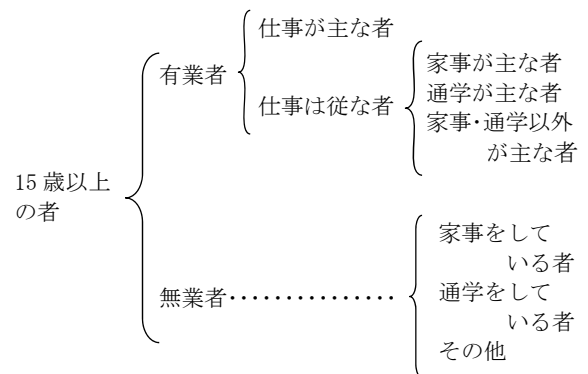 仕事が主な者
有業者
仕事は従な者
家事が主な者
通学が主な者
家事・通学以外
が主な者
15 歳以上
の者
無業者・・・・・・・・・・・・・・・
家事をして
いる者
通学をして
いる者
その他